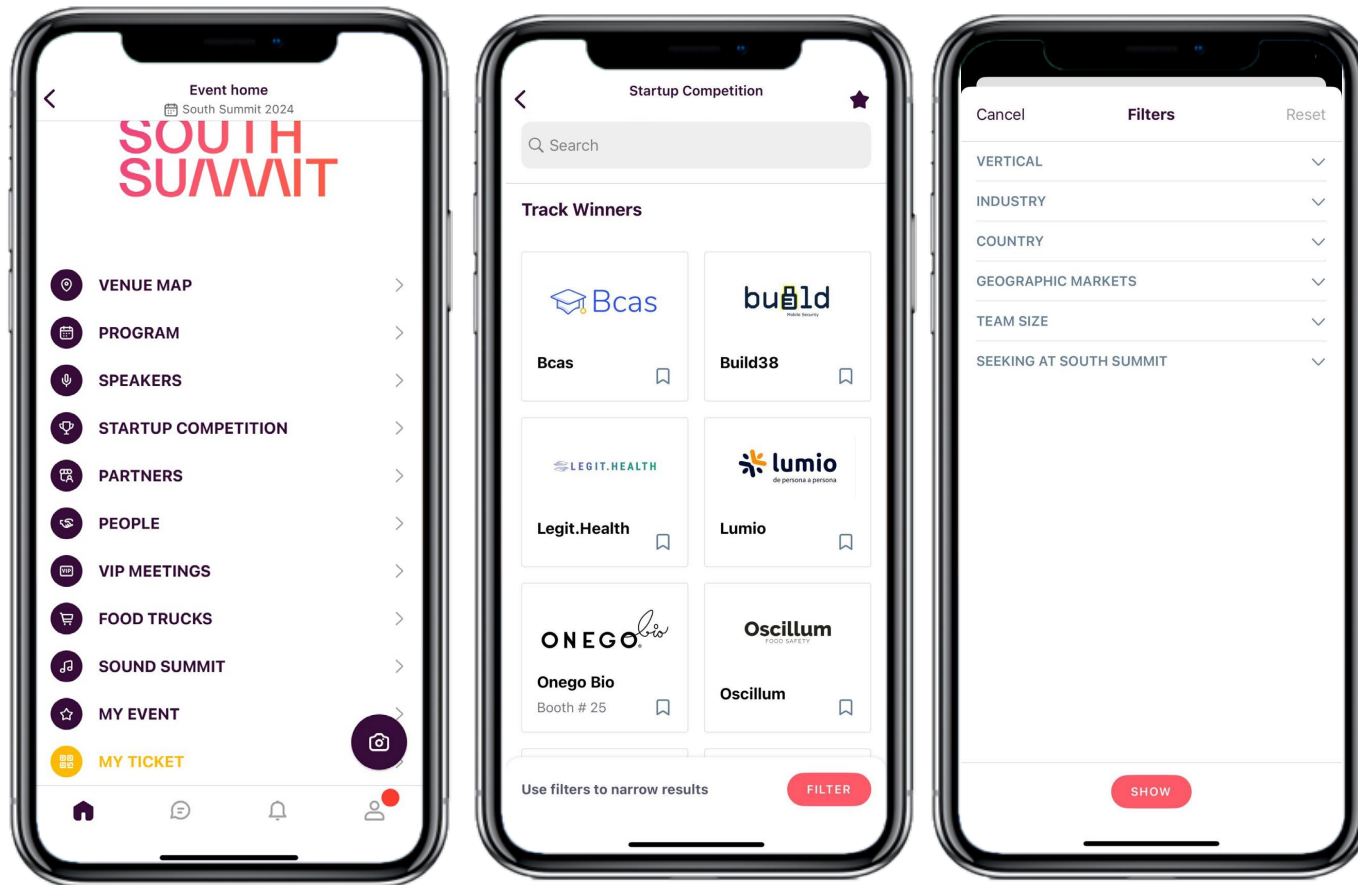 Event home
South Summit 2024
SOUTH
SUMMIT
VENUE MAP
PROGRAM
SPEAKERS
STARTUP COMPETITION
PARTNERS
PEOPLE
VIP
VIP MEETINGS
FOOD TRUCKS
SOUND SUMMIT
MY EVENT
MY TICKET
Startup Competition
Search
Track Winners
Bcas
build
Mobile Security
Bcas
Build38
LEGIT.HEALTH
lumio
de persona a persona
Legit.Health
Lumio
ONEGO bio
Oscillum
FOOD SAFETY
Onego Bio
Booth # 25
Oscillum
Use filters to narrow results
FILTER
Cancel
Filters
Reset
VERTICAL
INDUSTRY
COUNTRY
GEOGRAPHIC MARKETS
TEAM SIZE
SEEKING AT SOUTH SUMMIT
SHOW